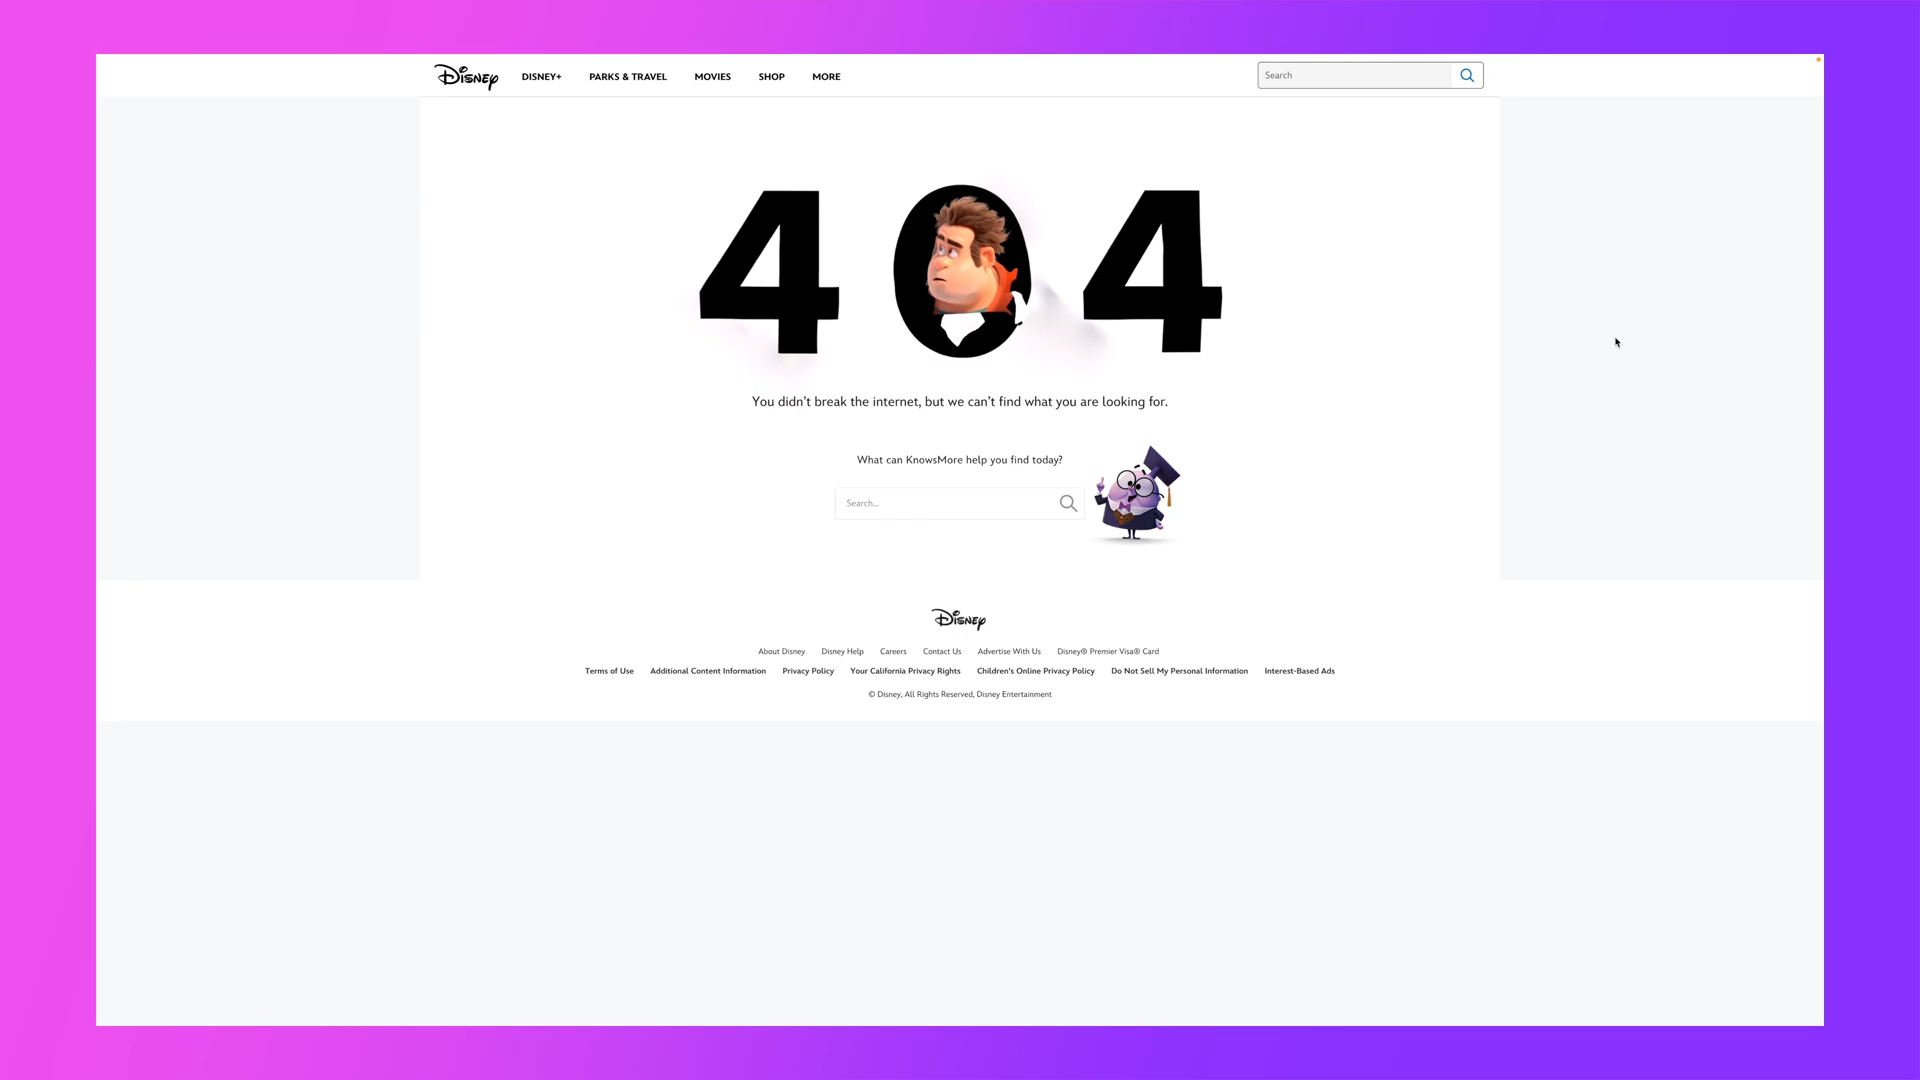 Disney DISNEY+ PARKS & TRAVEL MOVIES SHOP MORE Search
404
You didn’t break the internet, but we can’t find what you are looking for.
What can KnowsMore help you find today?
Search...
Disney
About Disney Disney Help Careers Contact Us Advertise With Us Disney® Premier Visa® Card
Terms of Use Additional Content Information Privacy Policy Your California Privacy Rights Children's Online Privacy Policy Do Not Sell My Personal Information Interest-Based Ads
© Disney, All Rights Reserved, Disney Entertainment